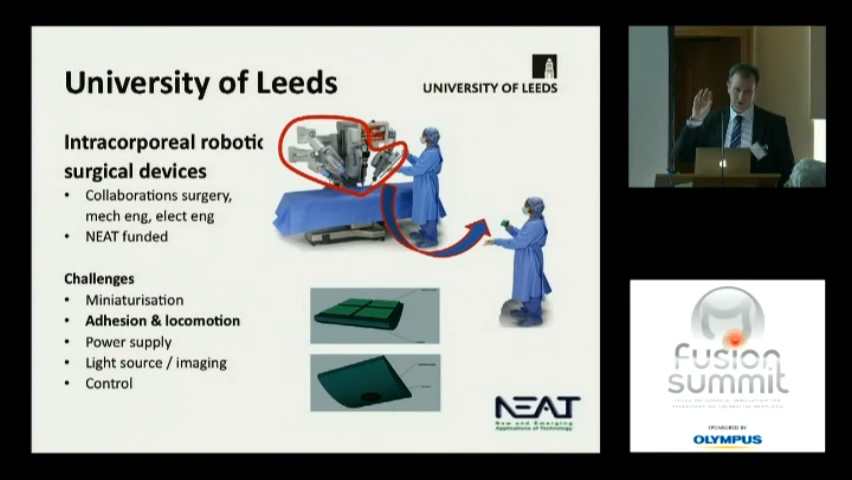 University of Leeds
UNIVERSITY OF LEEDS
Intracorporeal robotic
surgical devices
• Collaborations surgery,
mech eng, elect eng
• NEAT funded
Challenges
• Miniaturisation
• Adhesion & locomotion
• Power supply
• Light source / imaging
• Control
NEAT
New and Emerging
Applications of Technology
fusion
summit
SPONSORED BY
OLYMPUS